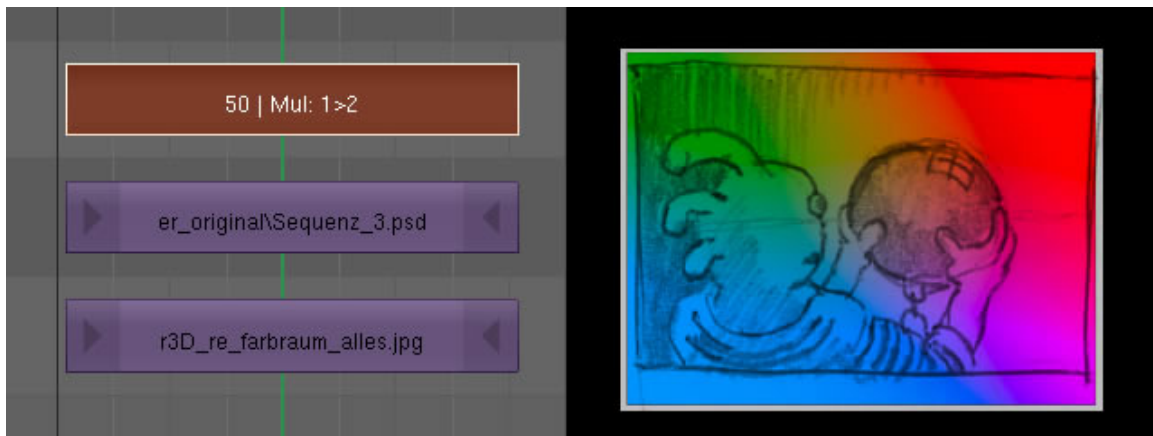 50 | Mul: 1>2
er_original\Sequenz_3.psd
r3D_re_farbraum_alles.jpg